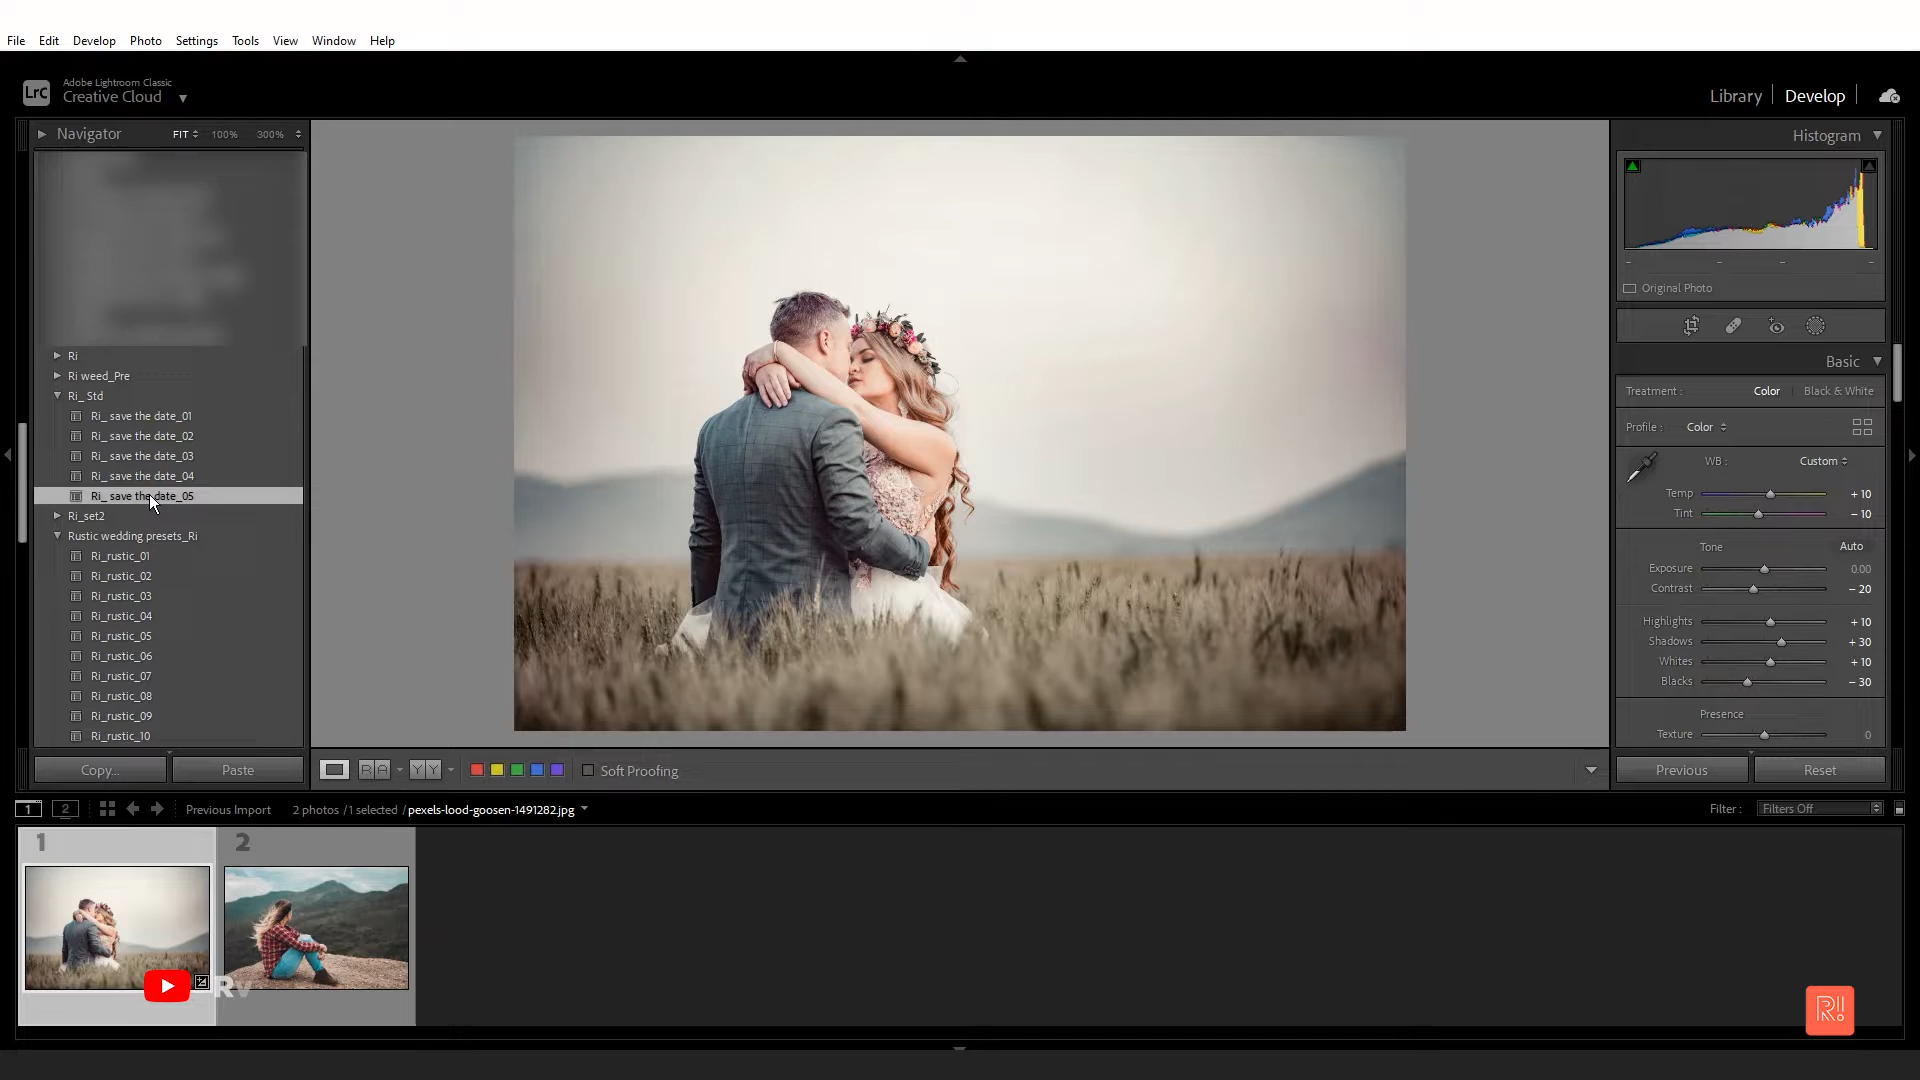 File Edit Develop Photo Settings Tools View Window Help
LrC
Adobe Lightroom Classic
Creative Cloud
Library Develop
Navigator FIT 100% 300%
Histogram
Original Photo
Ri
Ri weed_Pre
Ri_ Std
Ri_ save the date_01
Ri_ save the date_02
Ri_ save the date_03
Ri_ save the date_04
Ri_ save the date_05
Ri_set2
Rustic wedding presets_Ri
Ri_rustic_01
Ri_rustic_02
Ri_rustic_03
Ri_rustic_04
Ri_rustic_05
Ri_rustic_06
Ri_rustic_07
Ri_rustic_08
Ri_rustic_09
Ri_rustic_10
Basic
Treatment : Color Black & White
Profile : Color
WB : Custom
Temp +10
Tint –10
Tone Auto
Exposure 0.00
Contrast –20
Highlights +10
Shadows +30
Whites +10
Blacks –30
Presence
Texture 0
Copy... Paste
R A Y Y Soft Proofing
Previous Reset
1 2 Previous Import 2 photos /1 selected /pexels-lood-goosen-1491282.jpg
Filter : Filters Off
1 2
Rv
R!